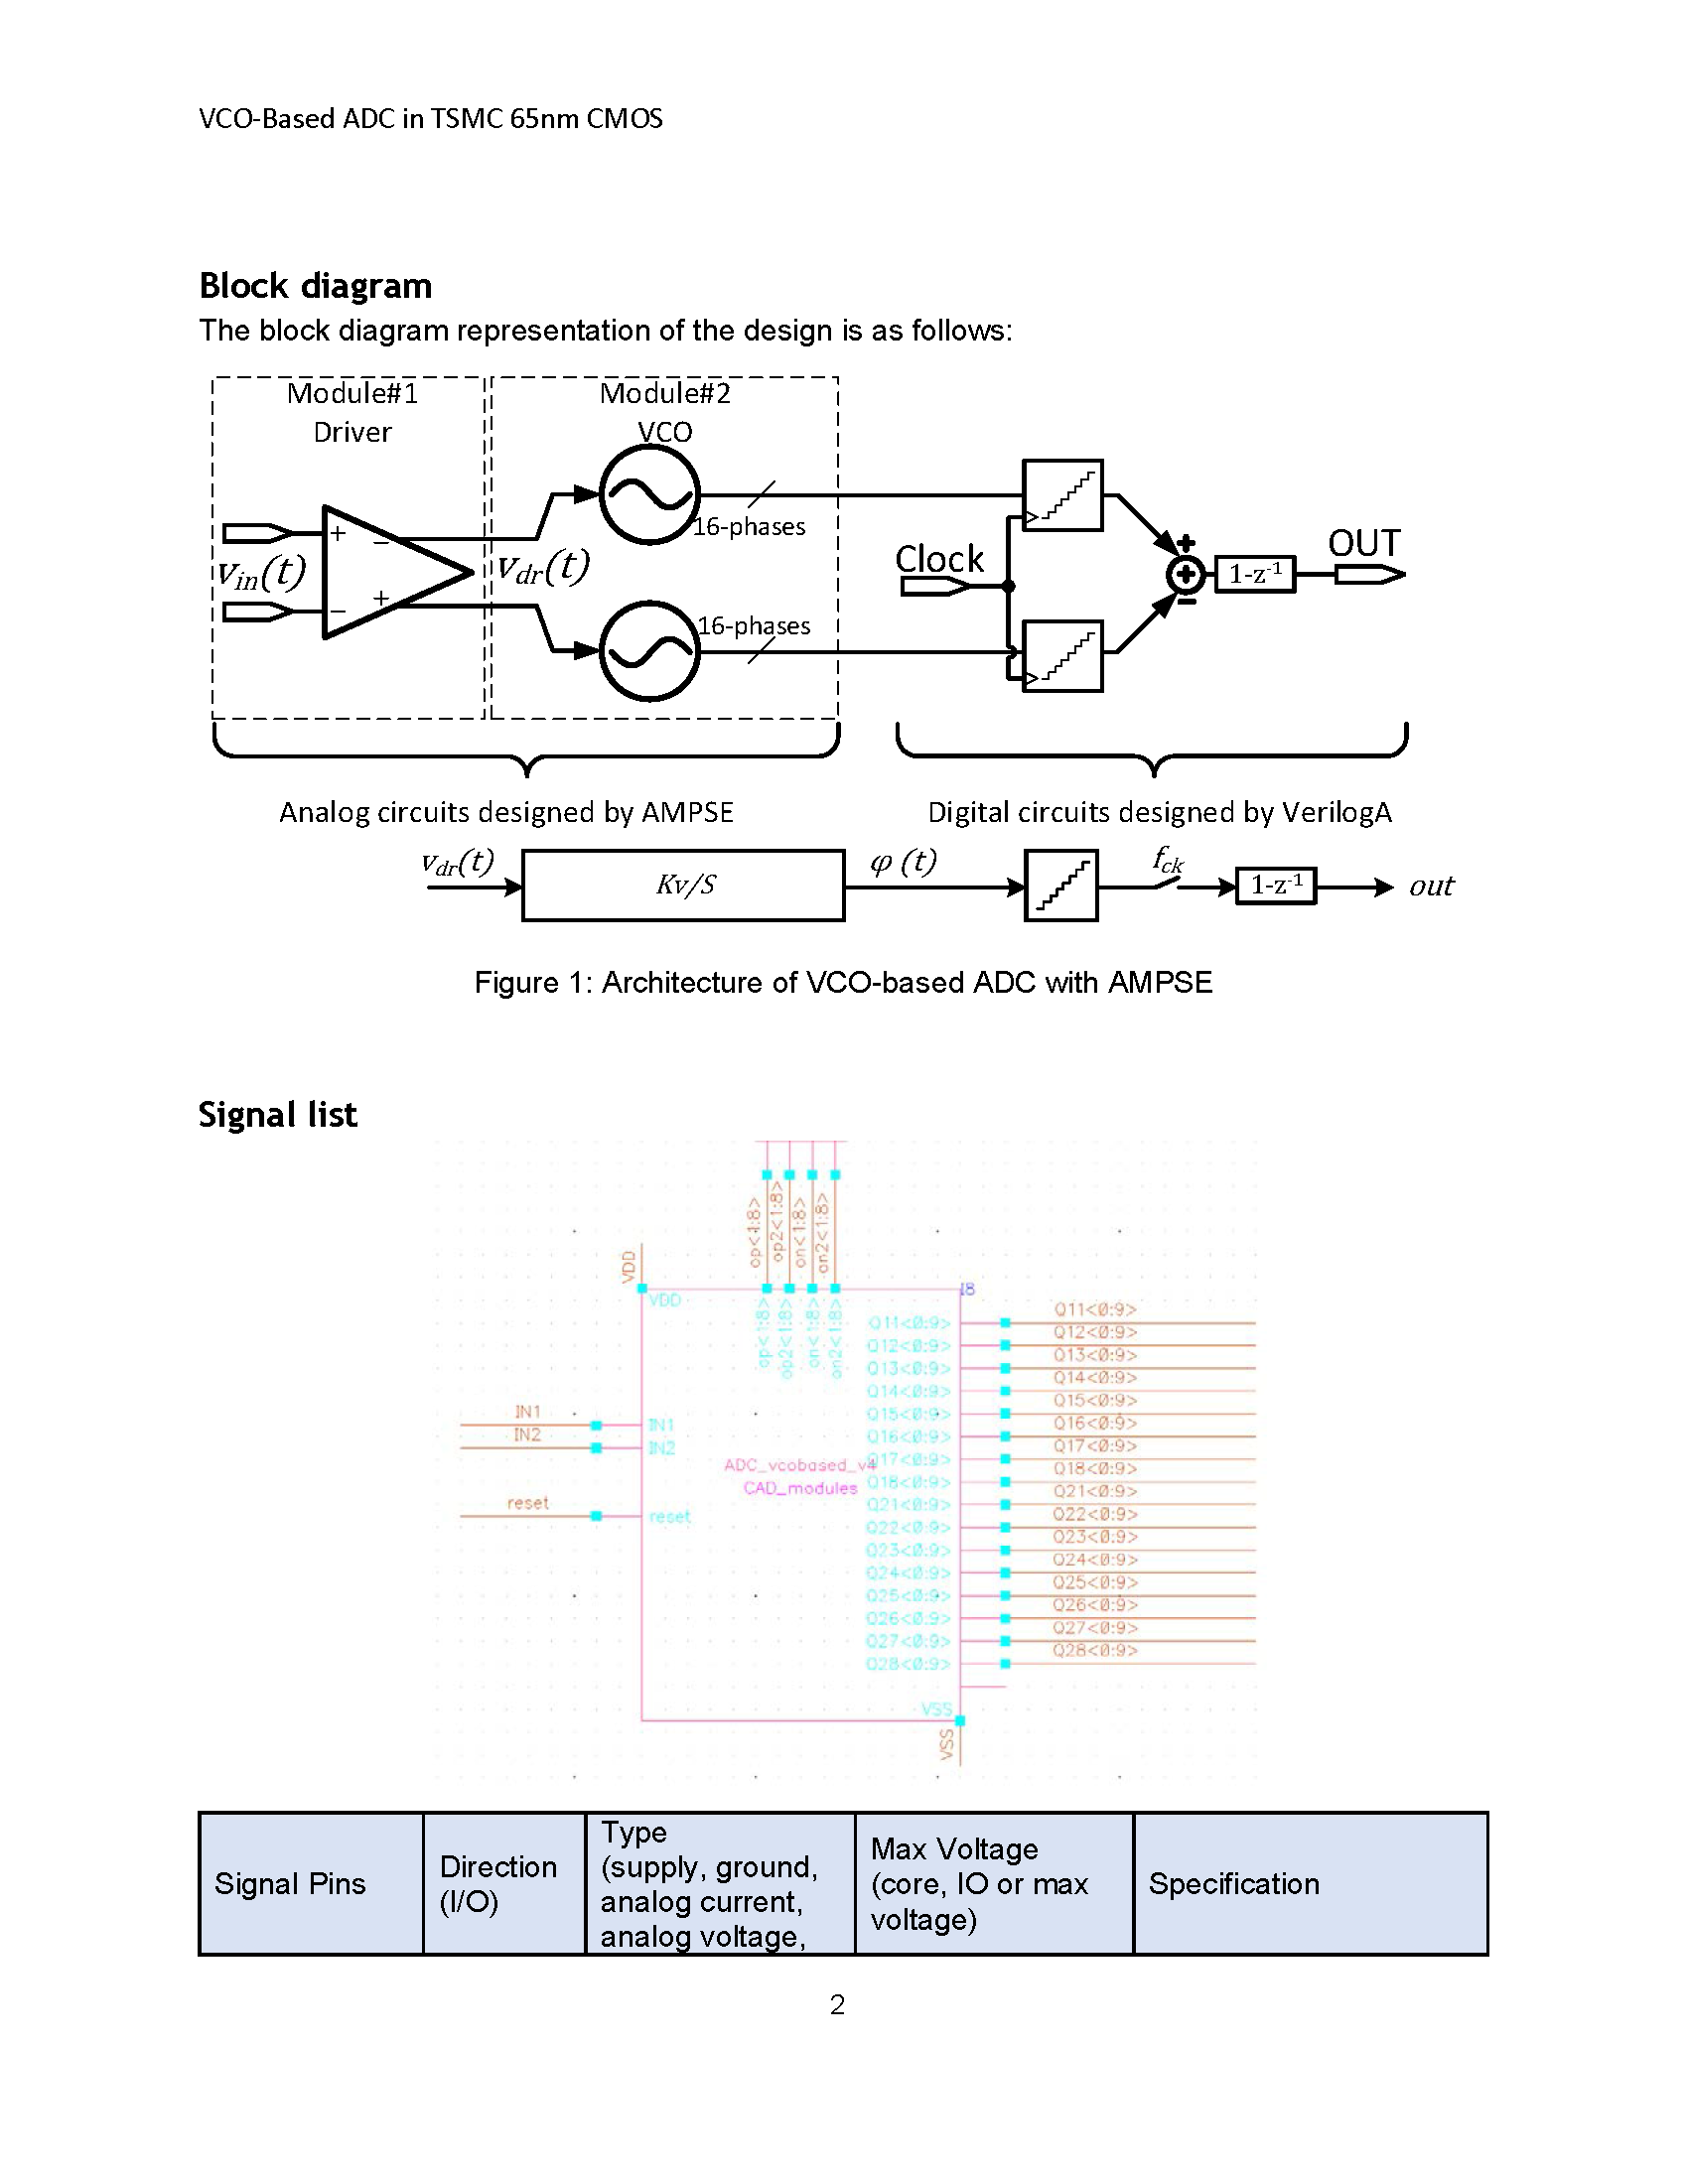 VCO-Based ADC in TSMC 65nm CMOS
Block diagram
The block diagram representation of the design is as follows:
Module#1
Driver
Module#2
VCO
+
−
−
+
vin(t)
vdr(t)
16-phases
16-phases
Clock
+
+
−
1-z-1
OUT
Analog circuits designed by AMPSE
Digital circuits designed by VerilogA
vdr(t)
Kv/S
φ (t)
fck
1-z-1
out
Figure 1: Architecture of VCO-based ADC with AMPSE
Signal list
op<1:8>
op2<1:8>
on<1:8>
on2<1:8>
VDD
VDD
op<1:8>
op2<1:8>
on<1:8>
on2<1:8>
I8
IN1
IN2
reset
IN1
IN2
reset
ADC_vcobased_v4
CAD_modules
Q11<0:9>
Q12<0:9>
Q13<0:9>
Q14<0:9>
Q15<0:9>
Q16<0:9>
Q17<0:9>
Q18<0:9>
Q21<0:9>
Q22<0:9>
Q23<0:9>
Q24<0:9>
Q25<0:9>
Q26<0:9>
Q27<0:9>
Q28<0:9>
Q11<0:9>
Q12<0:9>
Q13<0:9>
Q14<0:9>
Q15<0:9>
Q16<0:9>
Q17<0:9>
Q18<0:9>
Q21<0:9>
Q22<0:9>
Q23<0:9>
Q24<0:9>
Q25<0:9>
Q26<0:9>
Q27<0:9>
Q28<0:9>
VSS
VSS
Signal Pins
Direction
(I/O)
Type
(supply, ground,
analog current,
analog voltage,
Max Voltage
(core, IO or max
voltage)
Specification
2